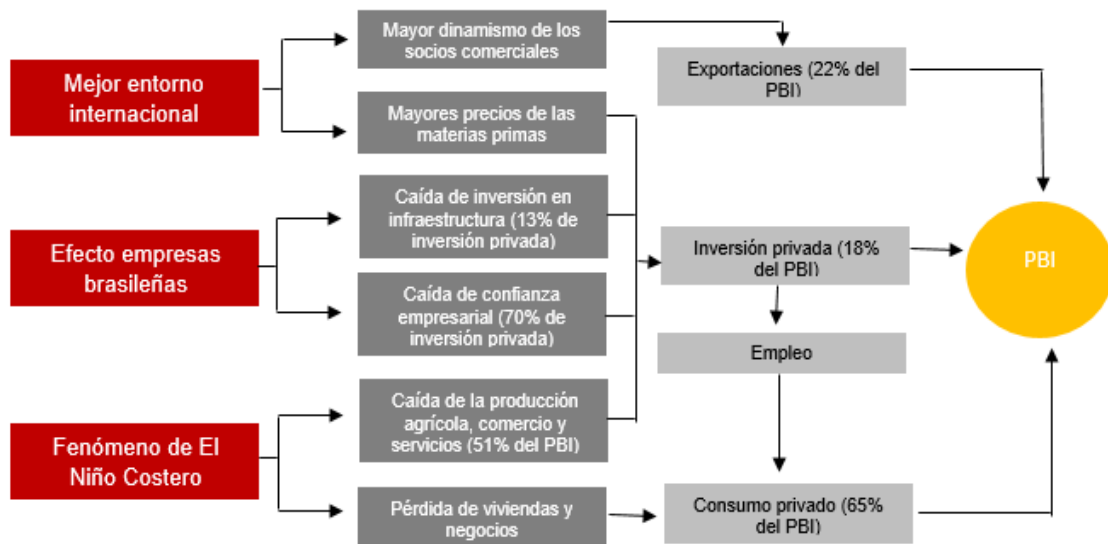 Mayor dinamismo de los
socios comerciales
Exportaciones (22% del
PBI)
Mejor entorno
internacional
Mayores precios de las
materias primas
Caída de inversión en
infraestructura (13% de
inversión privada)
Efecto empresas
brasileñas
Inversión privada (18%
del PBI)
PBI
Caída de confianza
empresarial (70% de
inversión privada)
Empleo
Caída de la producción
agrícola, comercio y
servicios (51% del PBI)
Fenómeno de El
Niño Costero
Pérdida de viviendas y
negocios
Consumo privado (65%
del PBI)